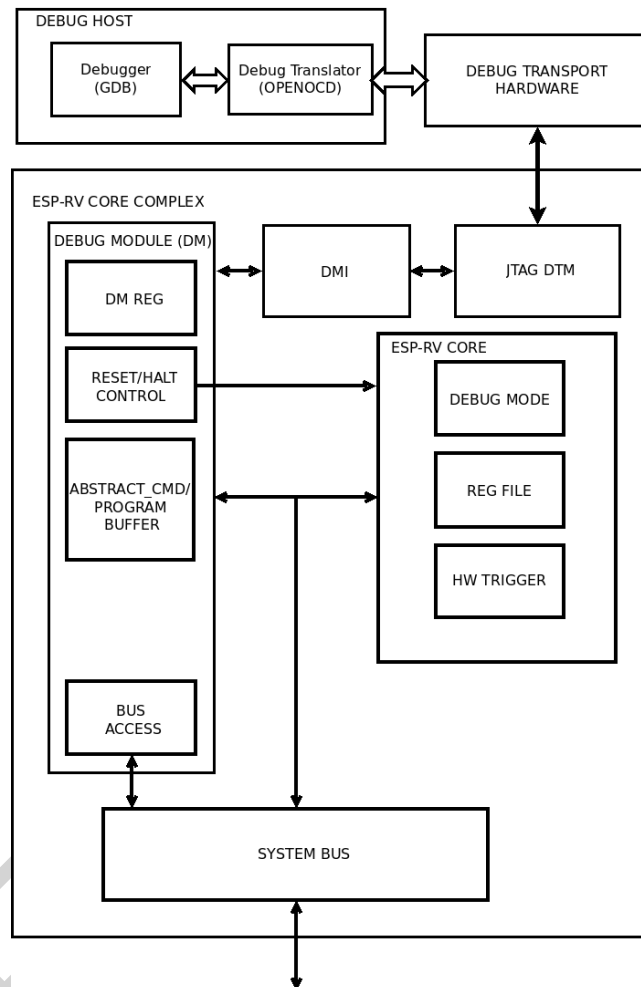 DEBUG HOST
Debugger
(GDB)
Debug Translator
(OPENOCD)
DEBUG TRANSPORT
HARDWARE
ESP-RV CORE COMPLEX
DEBUG MODULE (DM)
DM REG
RESET/HALT
CONTROL
ABSTRACT_CMD/
PROGRAM
BUFFER
BUS
ACCESS
DMI
JTAG DTM
ESP-RV CORE
DEBUG MODE
REG FILE
HW TRIGGER
SYSTEM BUS